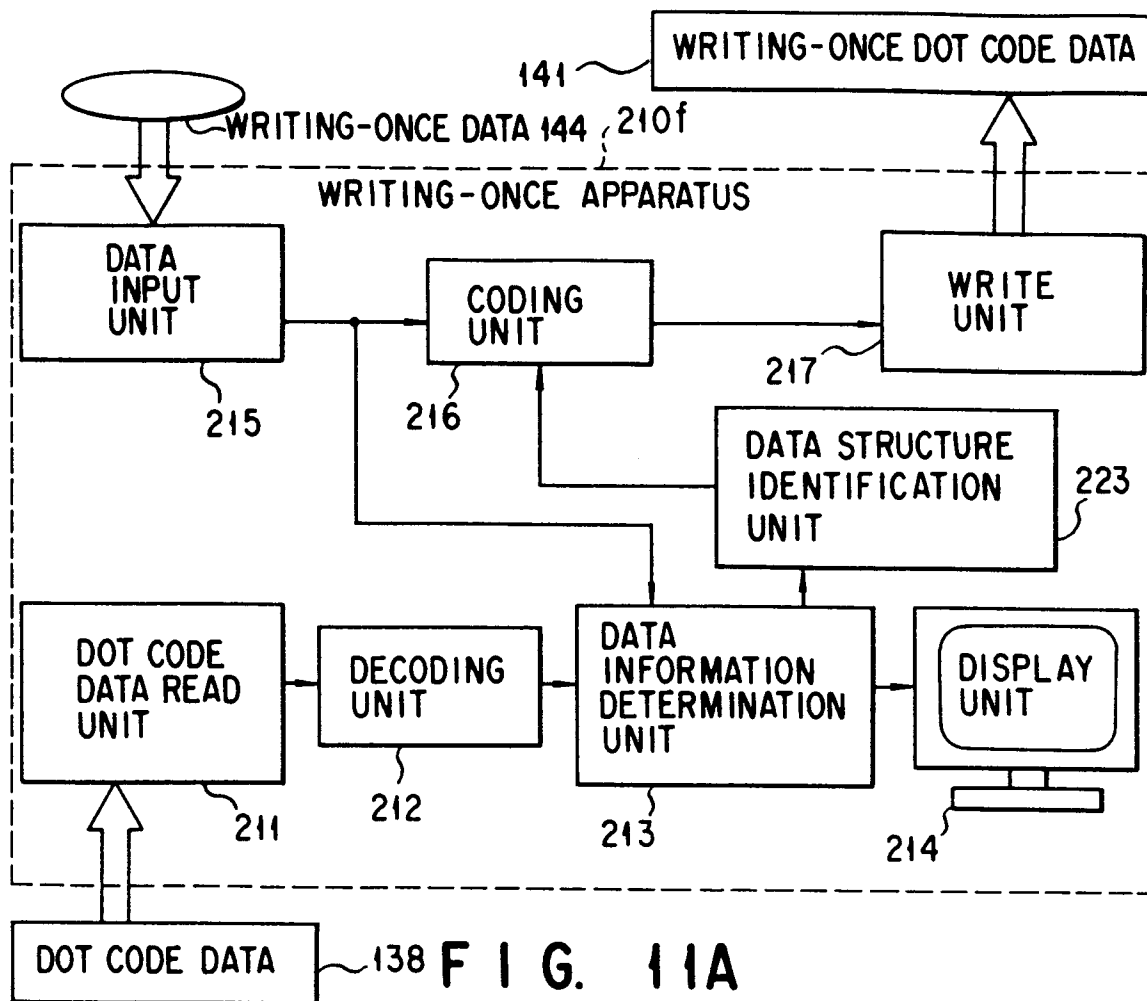 WRITING-ONCE DOT CODE DATA
141
WRITING-ONCE DATA 144
210f
WRITING-ONCE APPARATUS
DATA
INPUT
UNIT
215
CODING
UNIT
216
WRITE
UNIT
217
DATA STRUCTURE
IDENTIFICATION
UNIT
223
DOT CODE
DATA READ
UNIT
211
DECODING
UNIT
212
DATA
INFORMATION
DETERMINATION
UNIT
213
DISPLAY
UNIT
214
DOT CODE DATA
138
FIG. 11A